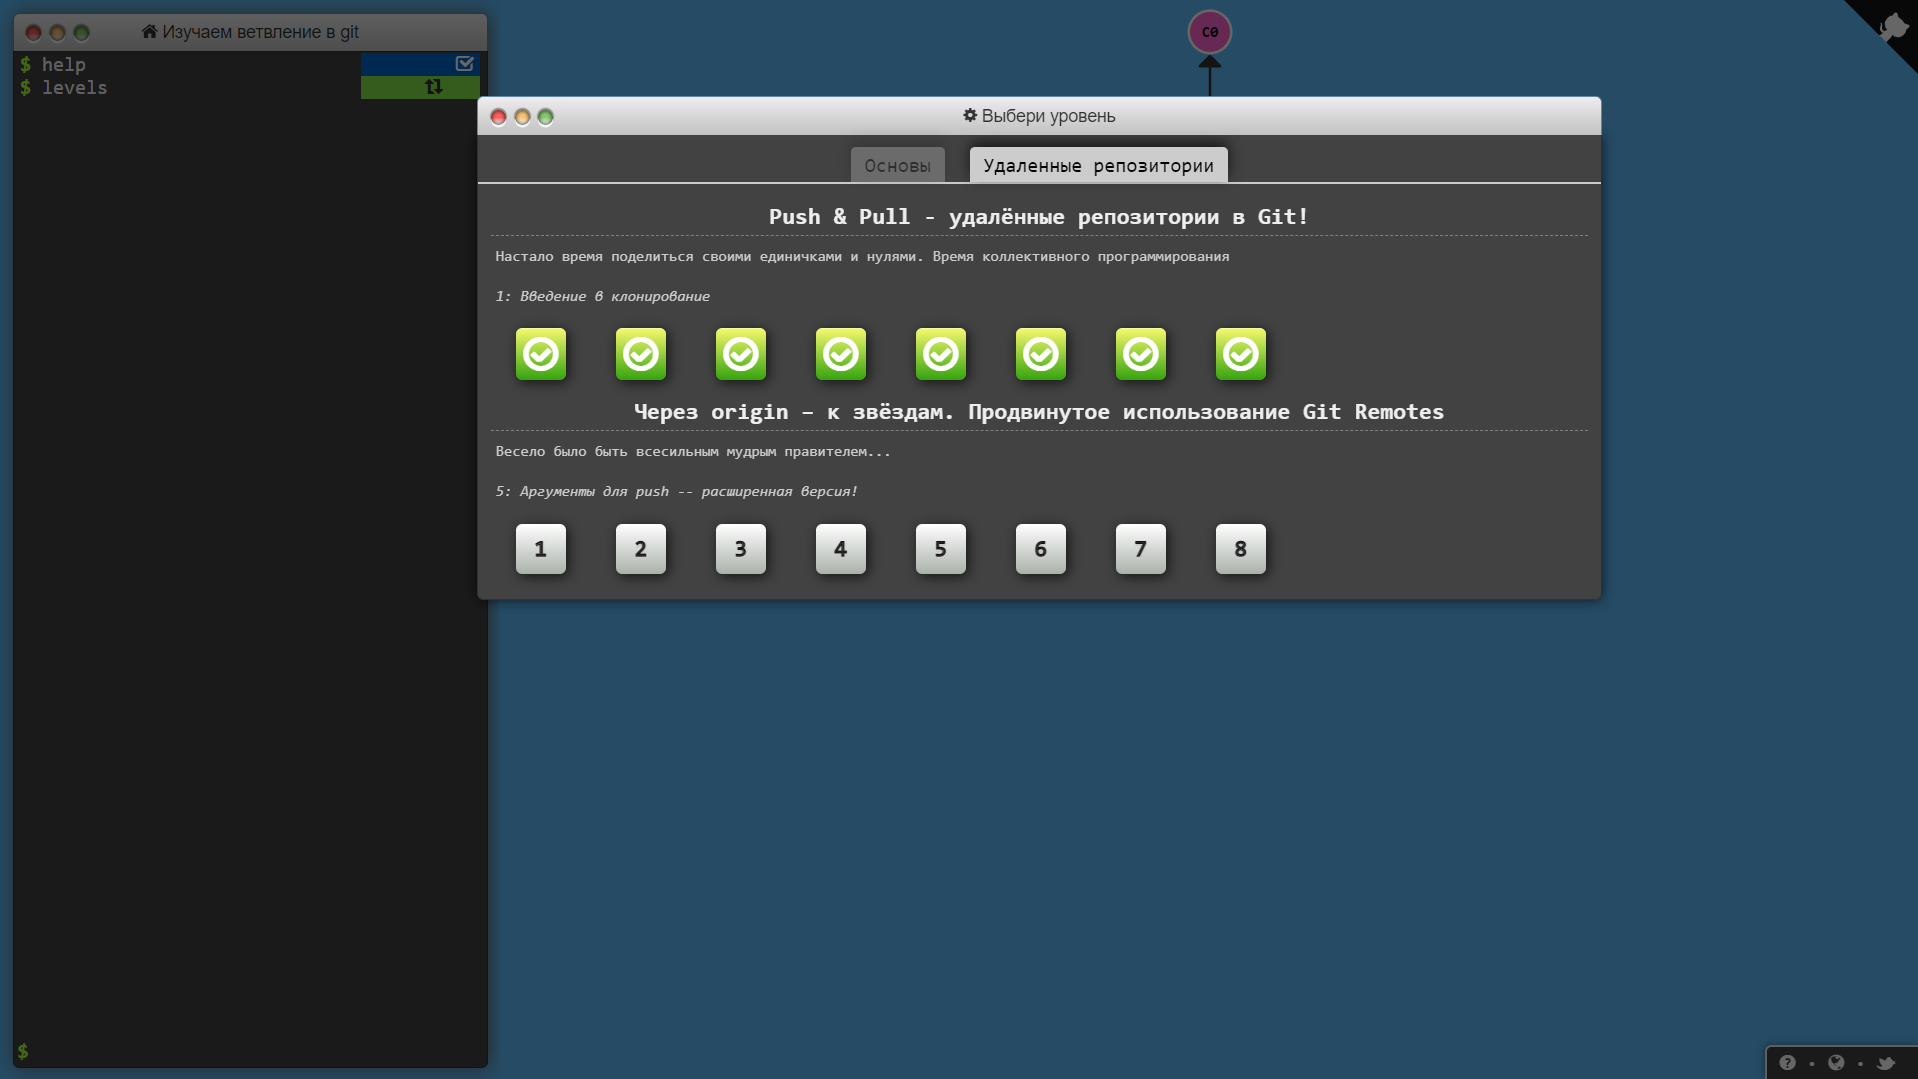 Изучаем ветвление в git
$ help
$ levels
C0
Выбери уровень
Основы
Удаленные репозитории
Push & Pull - удалённые репозитории в Git!
Настало время поделиться своими единичками и нулями. Время коллективного программирования
1: Введение в клонирование
Через origin – к звёздам. Продвинутое использование Git Remotes
Весело было быть всесильным мудрым правителем...
5: Аргументы для push -- расширенная версия!
1 2 3 4 5 6 7 8
$